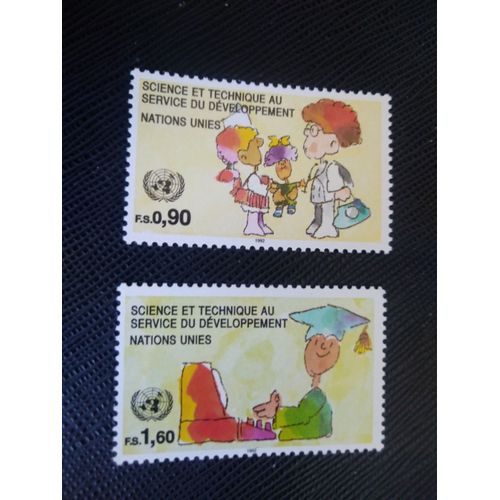 SCIENCE ET TECHNIQUE AU
SERVICE DU DÉVELOPPEMENT
NATIONS UNIES
F.S.0,90
1992
SCIENCE ET TECHNIQUE AU
SERVICE DU DÉVELOPPEMENT
NATIONS UNIES
F.S.1,60
1992